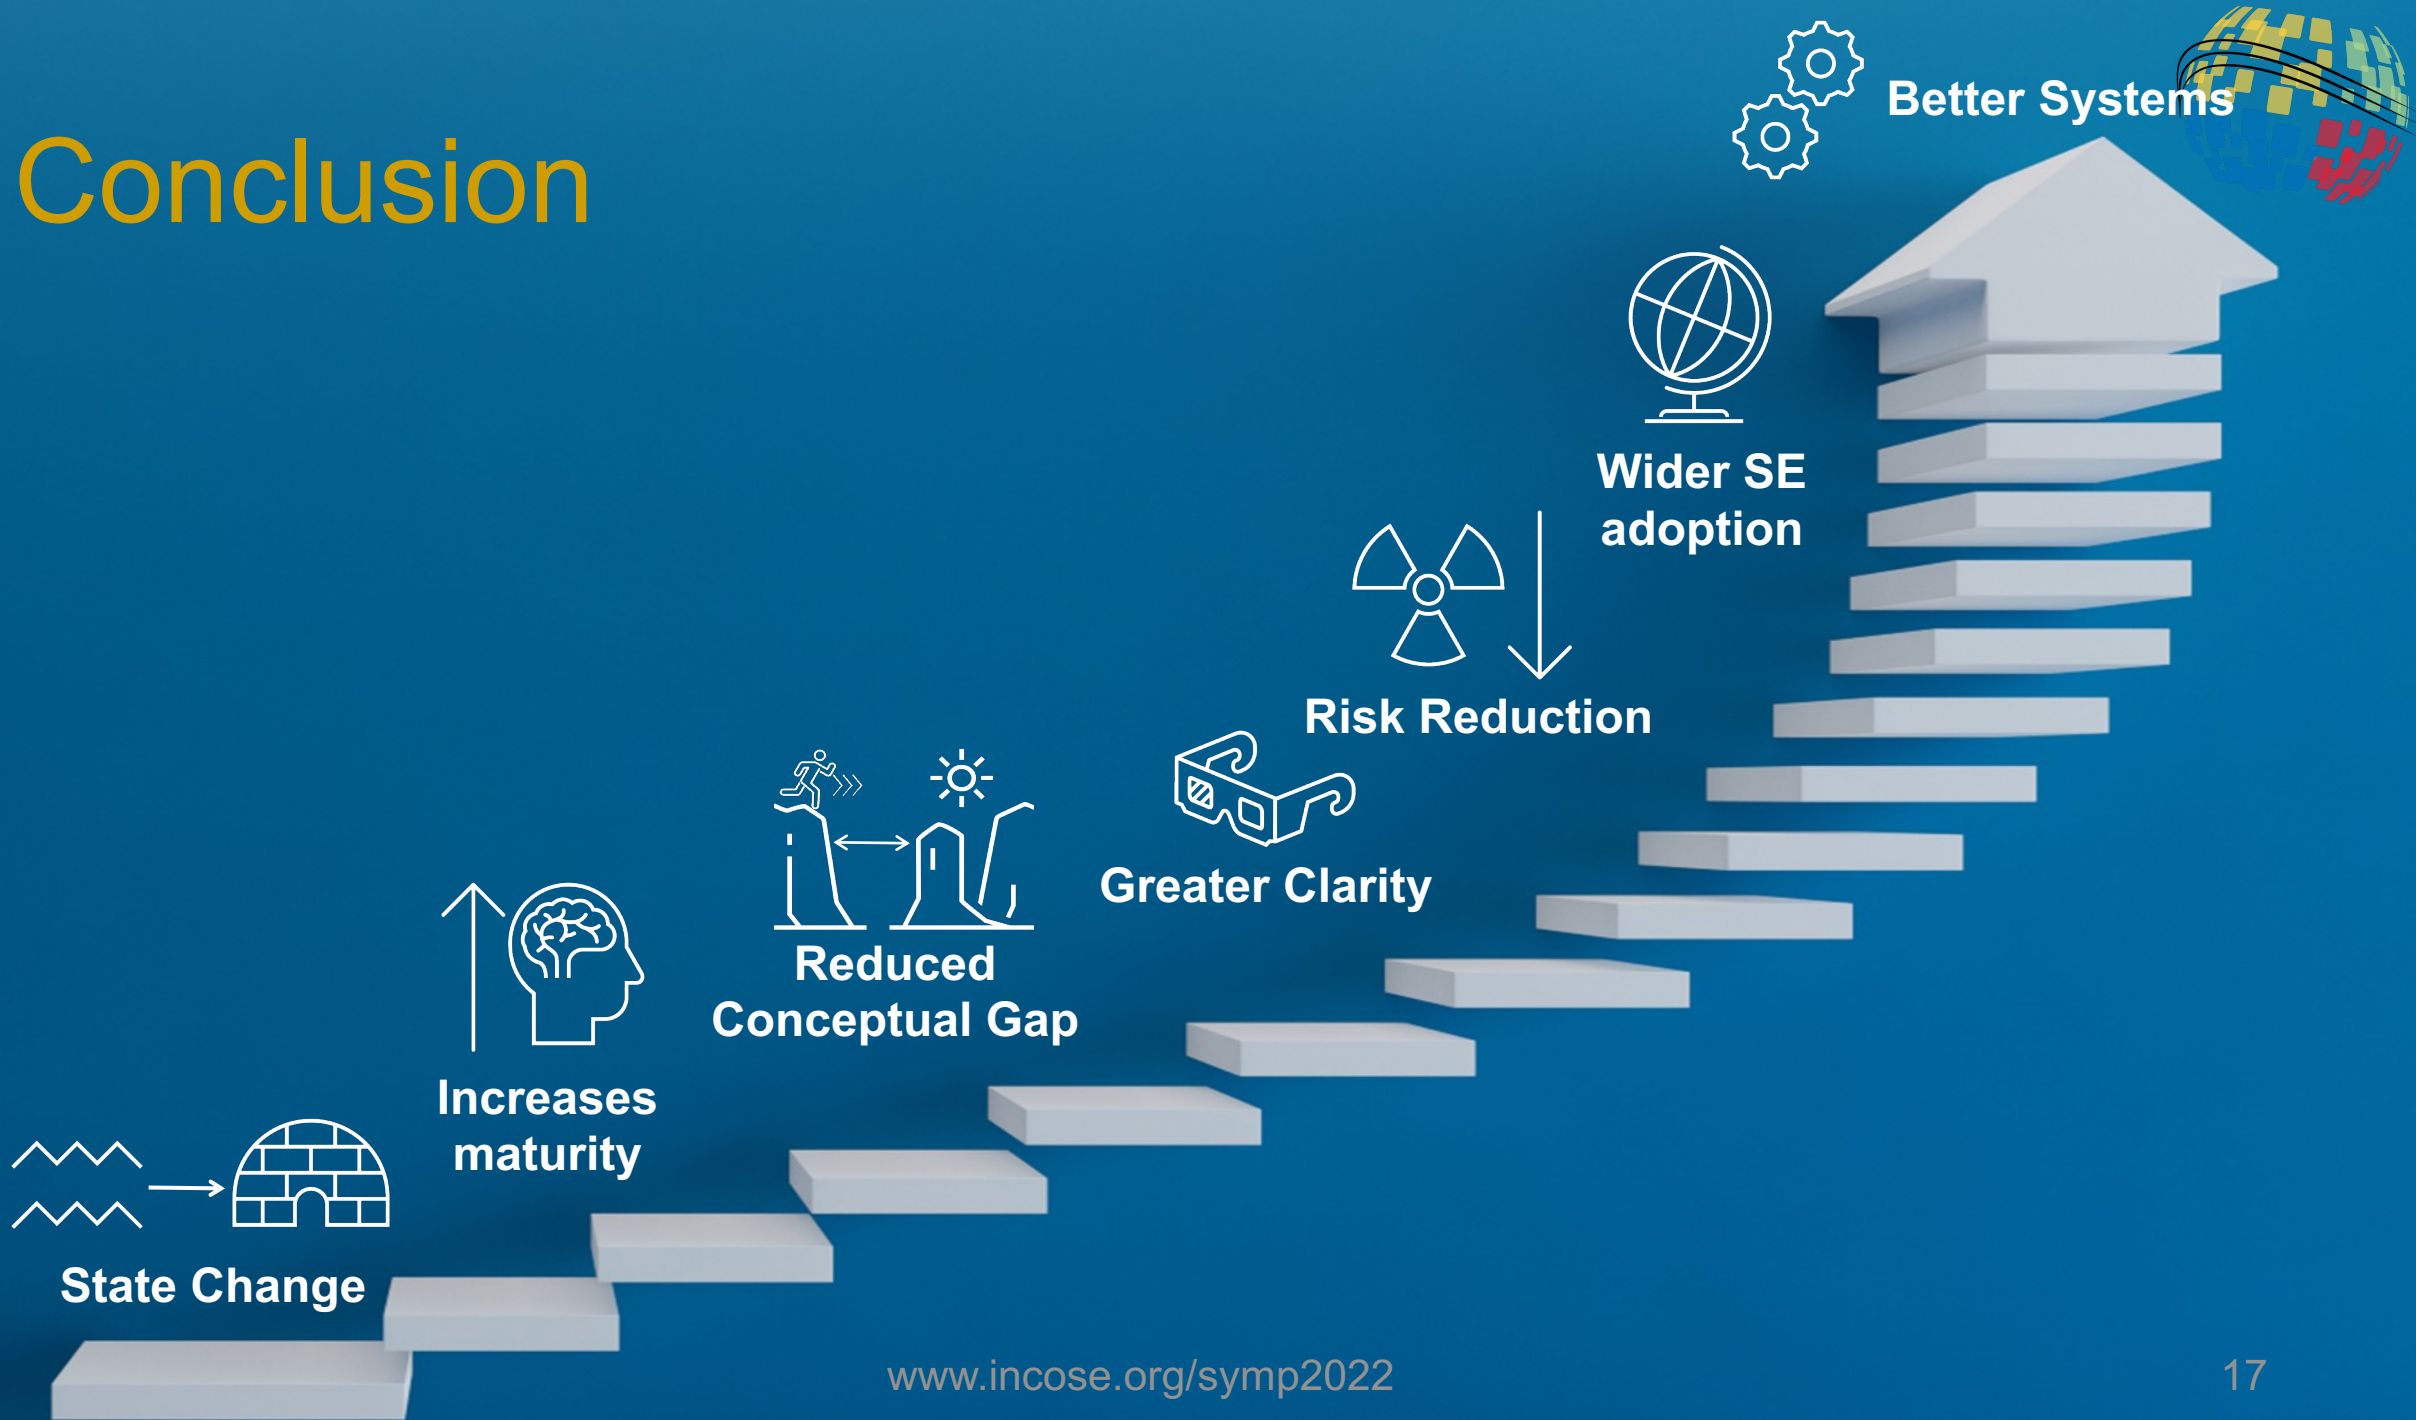 Better Systems
Conclusion
Wider SE
adoption
Risk Reduction
Greater Clarity
Reduced
Conceptual Gap
Increases
maturity
State Change
www.incose.org/symp2022
17